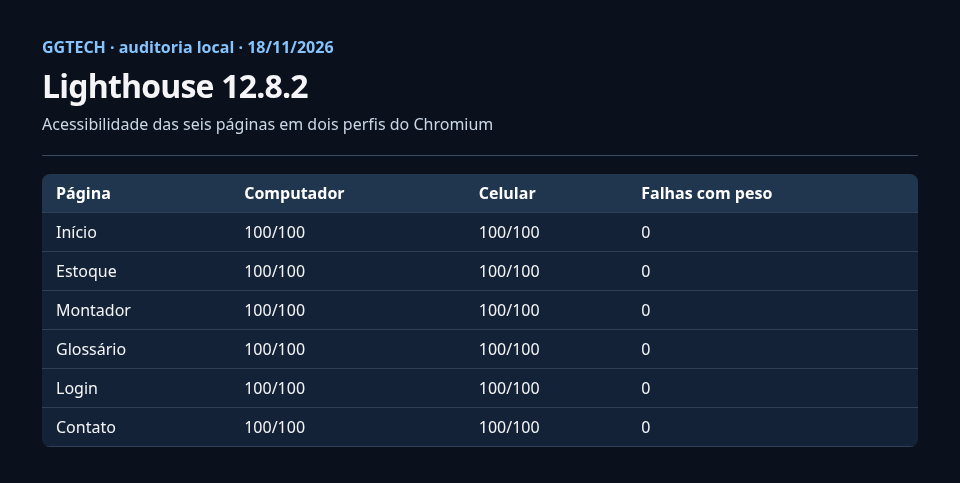 GGTECH · auditoria local · 18/11/2026
Lighthouse 12.8.2
Acessibilidade das seis páginas em dois perfis do Chromium
Página Computador Celular Falhas com peso
Início 100/100 100/100 0
Estoque 100/100 100/100 0
Montador 100/100 100/100 0
Glossário 100/100 100/100 0
Login 100/100 100/100 0
Contato 100/100 100/100 0